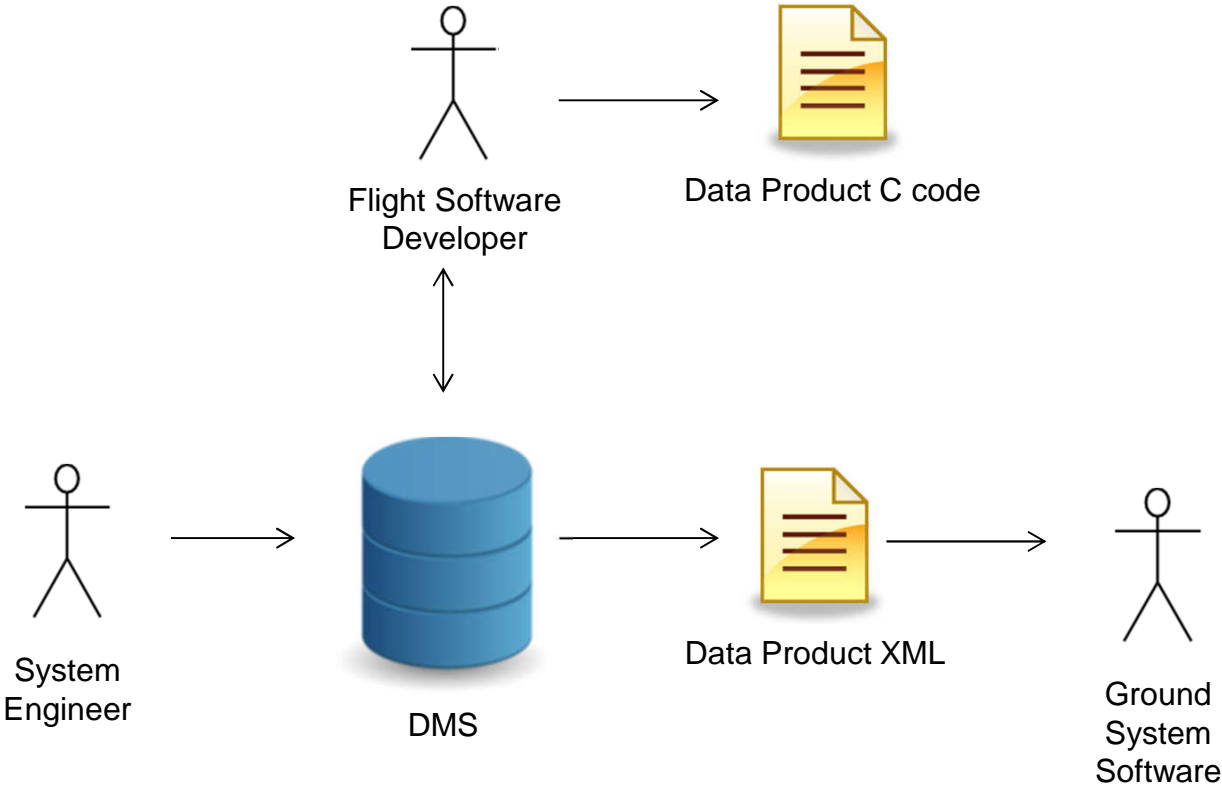 Flight Software
Developer
Data Product C code
System
Engineer
DMS
Data Product XML
Ground
System
Software